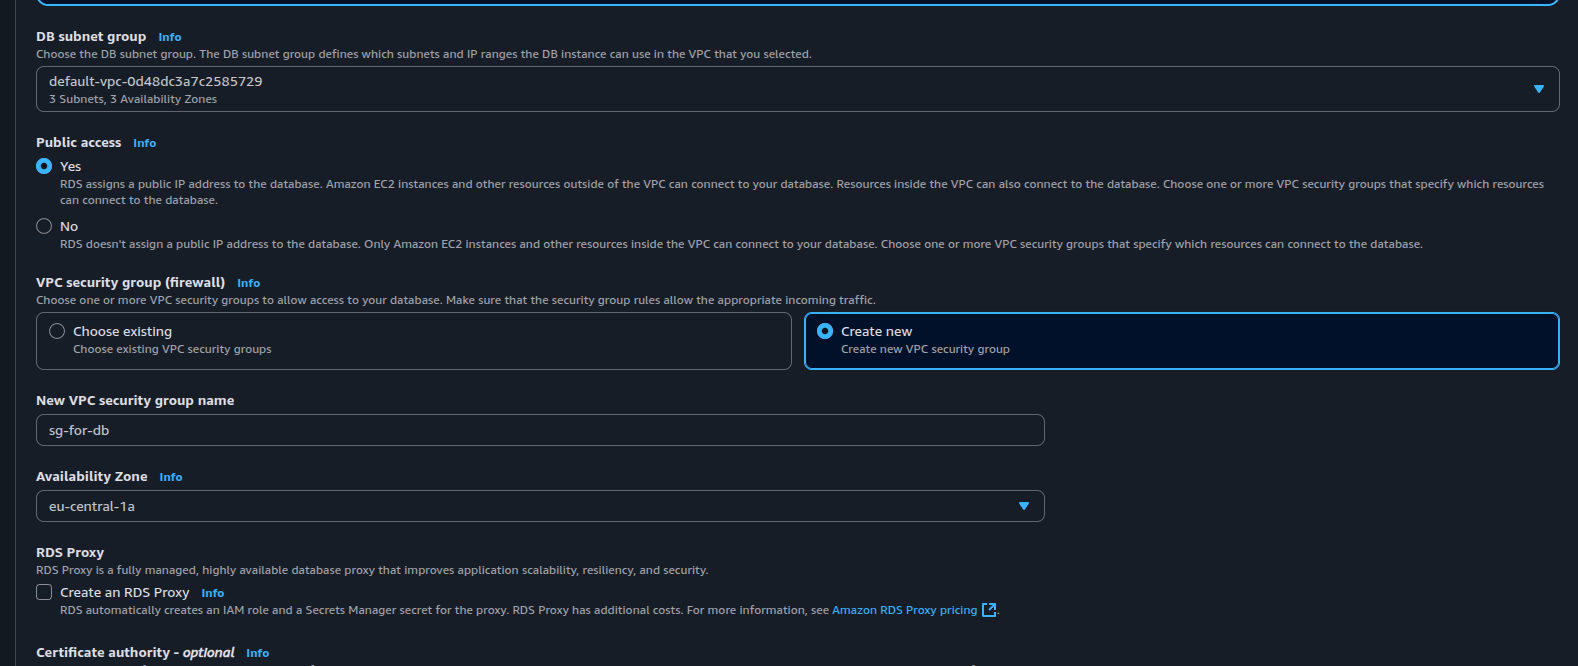 DB subnet group Info
Choose the DB subnet group. The DB subnet group defines which subnets and IP ranges the DB instance can use in the VPC that you selected.
default-vpc-0d48dc3a7c2585729
3 Subnets, 3 Availability Zones
Public access Info
Yes
RDS assigns a public IP address to the database. Amazon EC2 instances and other resources outside of the VPC can connect to your database. Resources inside the VPC can also connect to the database. Choose one or more VPC security groups that specify which resources
can connect to the database.
No
RDS doesn't assign a public IP address to the database. Only Amazon EC2 instances and other resources inside the VPC can connect to your database. Choose one or more VPC security groups that specify which resources can connect to the database.
VPC security group (firewall) Info
Choose one or more VPC security groups to allow access to your database. Make sure that the security group rules allow the appropriate incoming traffic.
Choose existing
Choose existing VPC security groups
Create new
Create new VPC security group
New VPC security group name
sg-for-db
Availability Zone Info
eu-central-1a
RDS Proxy
RDS Proxy is a fully managed, highly available database proxy that improves application scalability, resiliency, and security.
Create an RDS Proxy Info
RDS automatically creates an IAM role and a Secrets Manager secret for the proxy. RDS Proxy has additional costs. For more information, see Amazon RDS Proxy pricing.
Certificate authority - optional Info